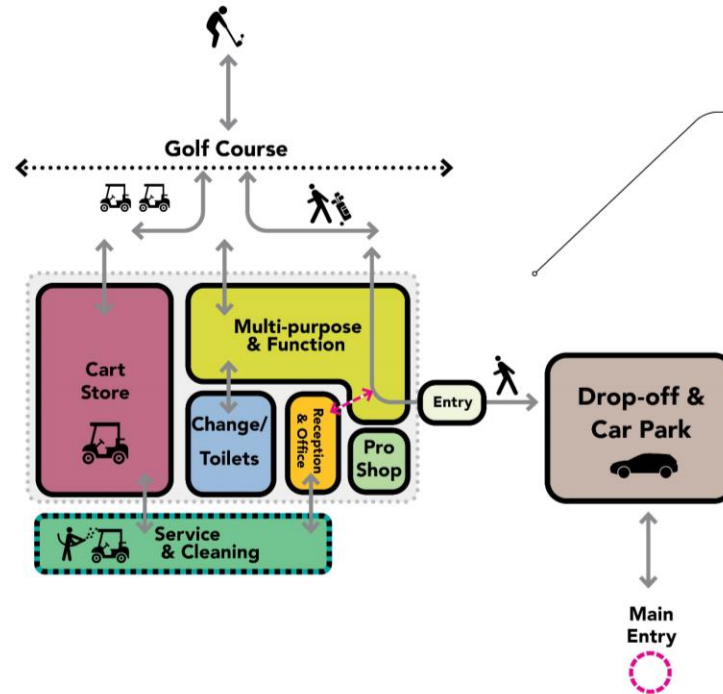 Golf Course
Multi-purpose
& Function
Cart
Store
Change/
Toilets
Reception
& Office
Pro
Shop
Entry
Drop-off &
Car Park
Service
& Cleaning
Main
Entry